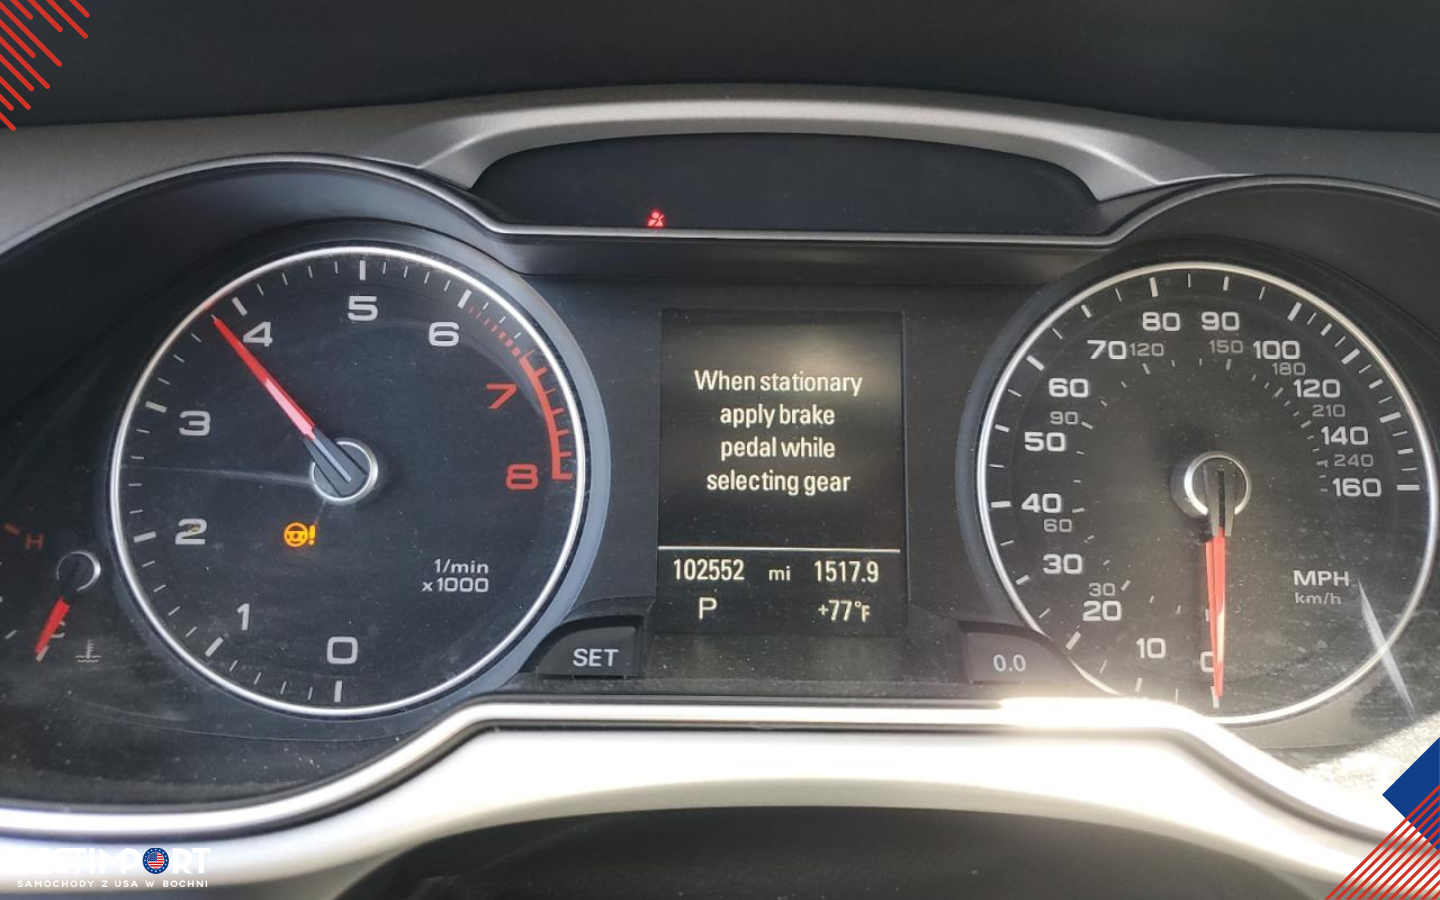 5
4
6
3
7
8
2
1/min
x1000
1
0
H
C
When stationary
apply brake
pedal while
selecting gear
102552 mi 1517.9
P +77°F
SET
0.0
80 90
70 120 150 100
180
60 120
90 210
50 140
240
160
40
60
30
30
20
10
0
MPH
km/h
SAMOCHODY Z USA W BOCHNI